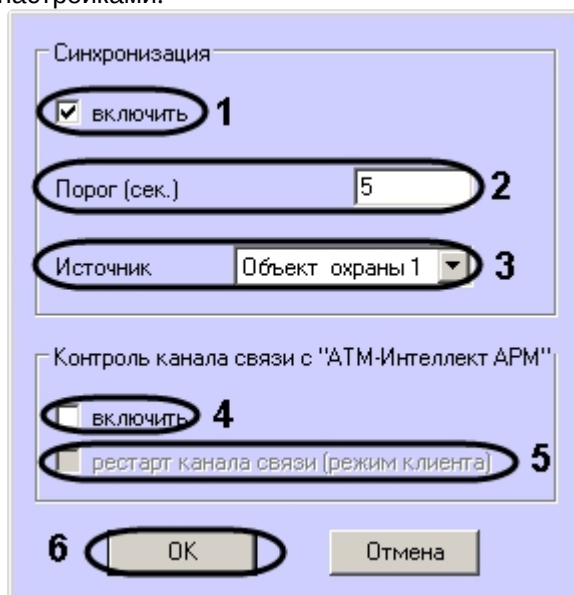 настройками.
Синхронизация
включить 1
Порог (сек.) 5 2
Источник Объект охраны 1 3
Контроль канала связи с "АТМ-Интеллект АРМ"
включить 4
рестарт канала связи (режим клиента) 5
6 OK Отмена